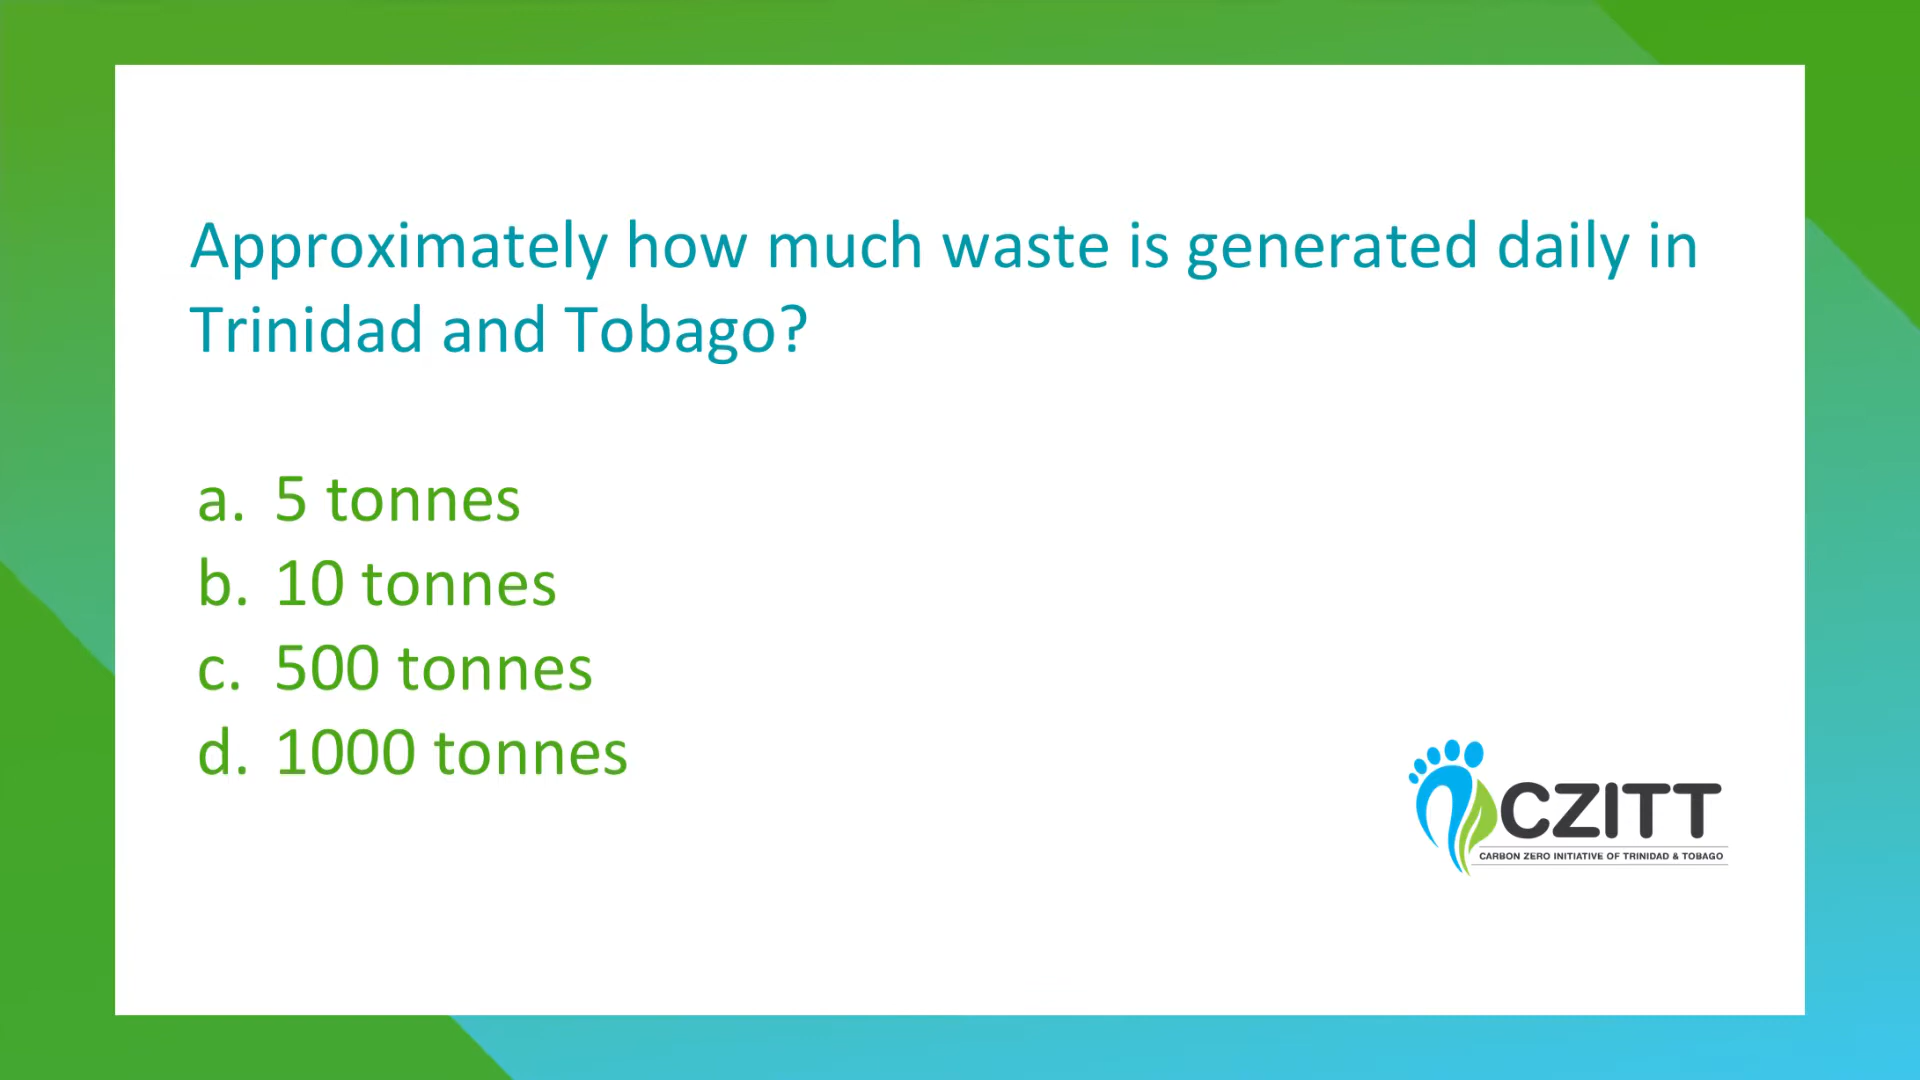 Approximately how much waste is generated daily in
Trinidad and Tobago?
a. 5 tonnes
b. 10 tonnes
c. 500 tonnes
d. 1000 tonnes
CZITT
CARBON ZERO INITIATIVE OF TRINIDAD & TOBAGO